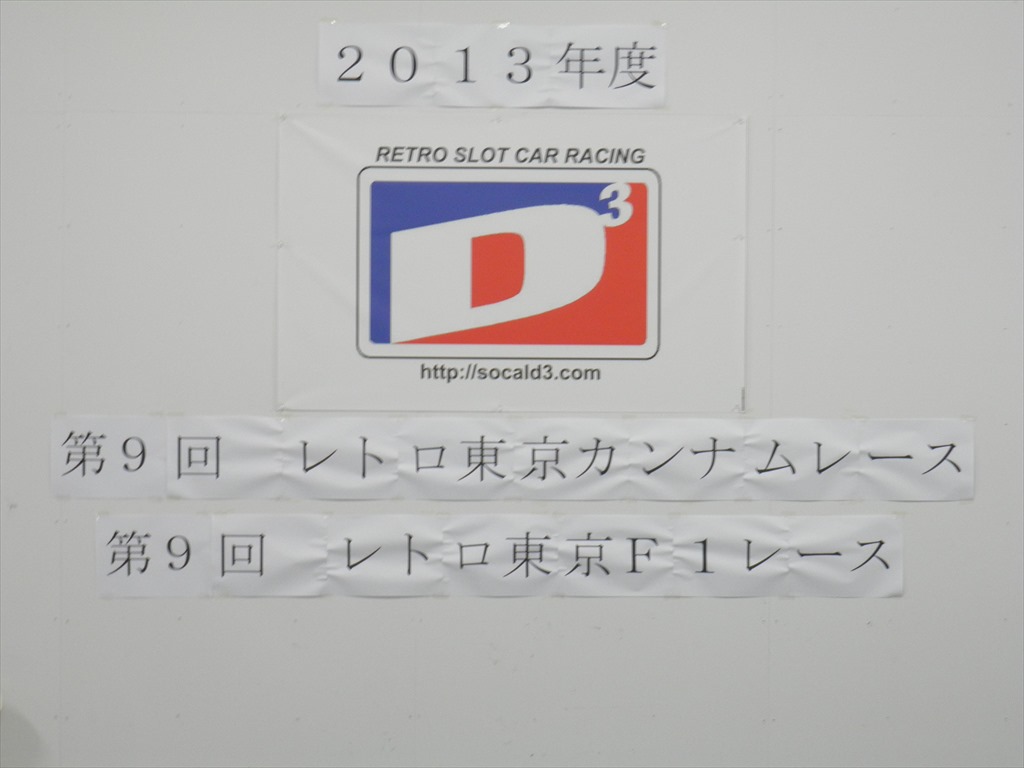 ２０１３年度
RETRO SLOT CAR RACING
D3
http://socald3.com
第９回　レトロ東京カンナムレース
第９回　レトロ東京Ｆ１レース